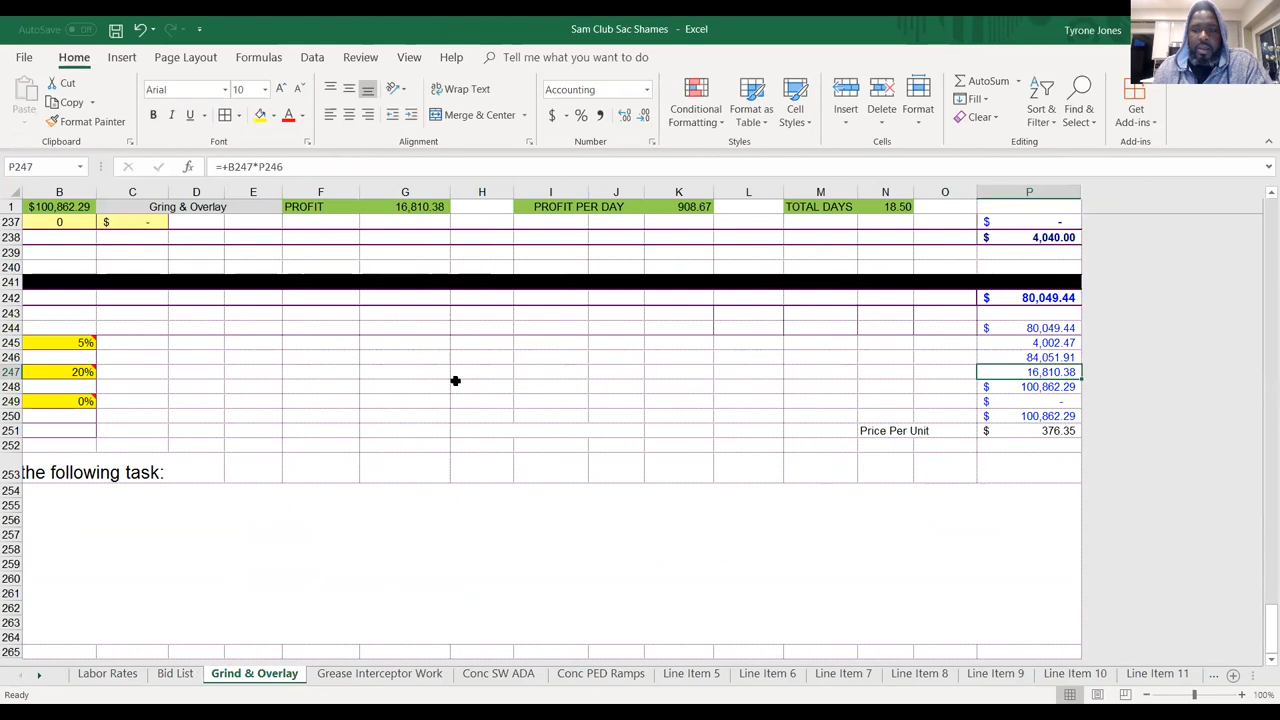 AutoSave Off
Sam Club Sac Shames - Excel
Tyrone Jones
File Home Insert Page Layout Formulas Data Review View Help Tell me what you want to do
Paste
Cut
Copy
Format Painter
Arial 10
B I U
Wrap Text
Merge & Center
Accounting
$ % ,
Conditional Formatting
Format as Table
Cell Styles
Insert
Delete
Format
AutoSum
Fill
Clear
Sort & Filter
Find & Select
Get Add-ins
Clipboard Font Alignment Number Styles Cells Editing Add-ins
P247 fx =+B247*P246
B C D E F G H I J K L M N O P
1 $100,862.29 Gring & Overlay PROFIT 16,810.38 PROFIT PER DAY 908.67 TOTAL DAYS 18.50
237 0 $ - $ -
238 $ 4,040.00
239
240
241
242 $ 80,049.44
243
244 $ 80,049.44
245 5% 4,002.47
246 84,051.91
247 20% 16,810.38
248 $ 100,862.29
249 0% $ -
250 $ 100,862.29
251 Price Per Unit $ 376.35
252
253 the following task:
254
255
256
257
258
259
260
261
262
263
264
265
Labor Rates Bid List Grind & Overlay Grease Interceptor Work Conc SW ADA Conc PED Ramps Line Item 5 Line Item 6 Line Item 7 Line Item 8 Line Item 9 Line Item 10 Line Item 11 ...
Ready 100%